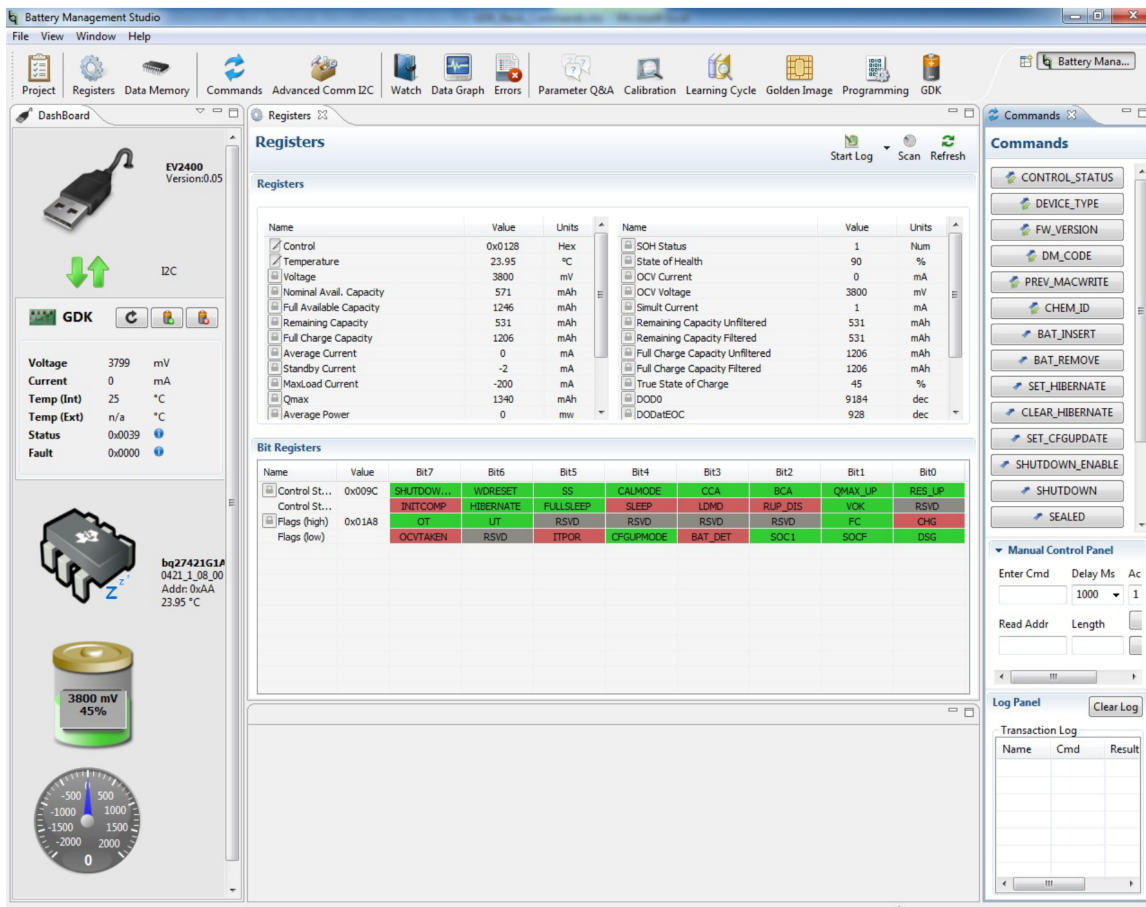 Battery Management Studio
File View Window Help
Project Registers Data Memory Commands Advanced Comm I2C Watch Data Graph Errors Parameter Q&A Calibration Learning Cycle Golden Image Programming GDK
Battery Mana...
DashBoard
EV2400
Version:0.05
I2C
GDK
Voltage 3799 mV
Current 0 mA
Temp (Int) 25 °C
Temp (Ext) n/a °C
Status 0x0039
Fault 0x0000
bq27421G1A
0421_1_08_00
Addr: 0xAA
23.95 °C
3800 mV
45%
-500 500
-1000 1000
-1500 1500
-2000 2000
0
Registers
Registers
Start Log Scan Refresh
Registers
Name Value Units
Control 0x0128 Hex
Temperature 23.95 °C
Voltage 3800 mV
Nominal Avail. Capacity 571 mAh
Full Available Capacity 1246 mAh
Remaining Capacity 531 mAh
Full Charge Capacity 1206 mAh
Average Current 0 mA
Standby Current -2 mA
MaxLoad Current -200 mA
Qmax 1340 mAh
Average Power 0 mw
Name Value Units
SOH Status 1 Num
State of Health 90 %
OCV Current 0 mA
OCV Voltage 3800 mV
Simult Current 1 mA
Remaining Capacity Unfiltered 531 mAh
Remaining Capacity Filtered 531 mAh
Full Charge Capacity Unfiltered 1206 mAh
Full Charge Capacity Filtered 1206 mAh
True State of Charge 45 %
DOD0 9184 dec
DODatEOC 928 dec
Bit Registers
Name Value Bit7 Bit6 Bit5 Bit4 Bit3 Bit2 Bit1 Bit0
Control St... 0x009C SHUTDOW... WDRESET SS CALMODE CCA BCA QMAX_UP RES_UP
Control St... INITCOMP HIBERNATE FULLSLEEP SLEEP LDMD RUP_DIS VOK RSVD
Flags (high) 0x01A8 OT UT RSVD RSVD RSVD RSVD FC CHG
Flags (low) OCVTAKEN RSVD ITPOR CFGUPMODE BAT_DET SOC1 SOCF DSG
Commands
Commands
CONTROL_STATUS
DEVICE_TYPE
FW_VERSION
DM_CODE
PREV_MACWRITE
CHEM_ID
BAT_INSERT
BAT_REMOVE
SET_HIBERNATE
CLEAR_HIBERNATE
SET_CFGUPDATE
SHUTDOWN_ENABLE
SHUTDOWN
SEALED
Manual Control Panel
Enter Cmd Delay Ms Ac
1000 1
Read Addr Length
Log Panel Clear Log
Transaction Log
Name Cmd Result